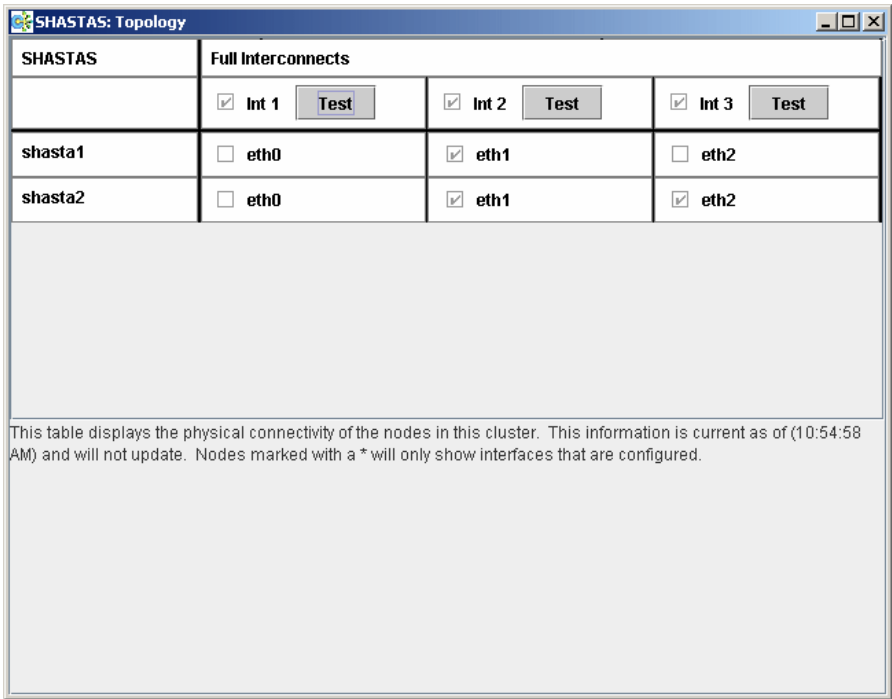 SHASTAS: Topology
SHASTAS Full Interconnects
Int 1 Test Int 2 Test Int 3 Test
shasta1 eth0 eth1 eth2
shasta2 eth0 eth1 eth2
This table displays the physical connectivity of the nodes in this cluster.  This information is current as of (10:54:58
AM) and will not update.  Nodes marked with a * will only show interfaces that are configured.